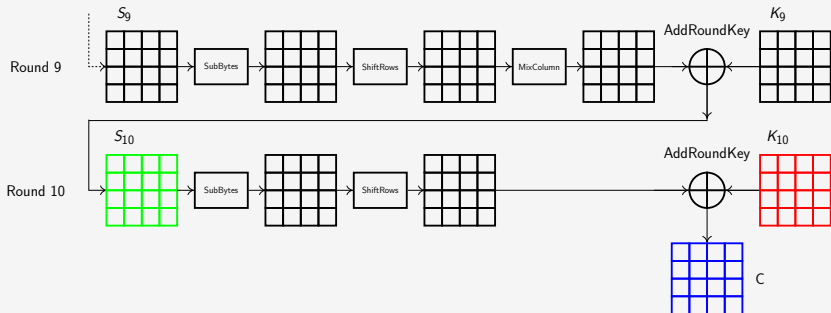 S9
K9
AddRoundKey
Round 9
SubBytes
ShiftRows
MixColumn
S10
K10
AddRoundKey
Round 10
SubBytes
ShiftRows
C